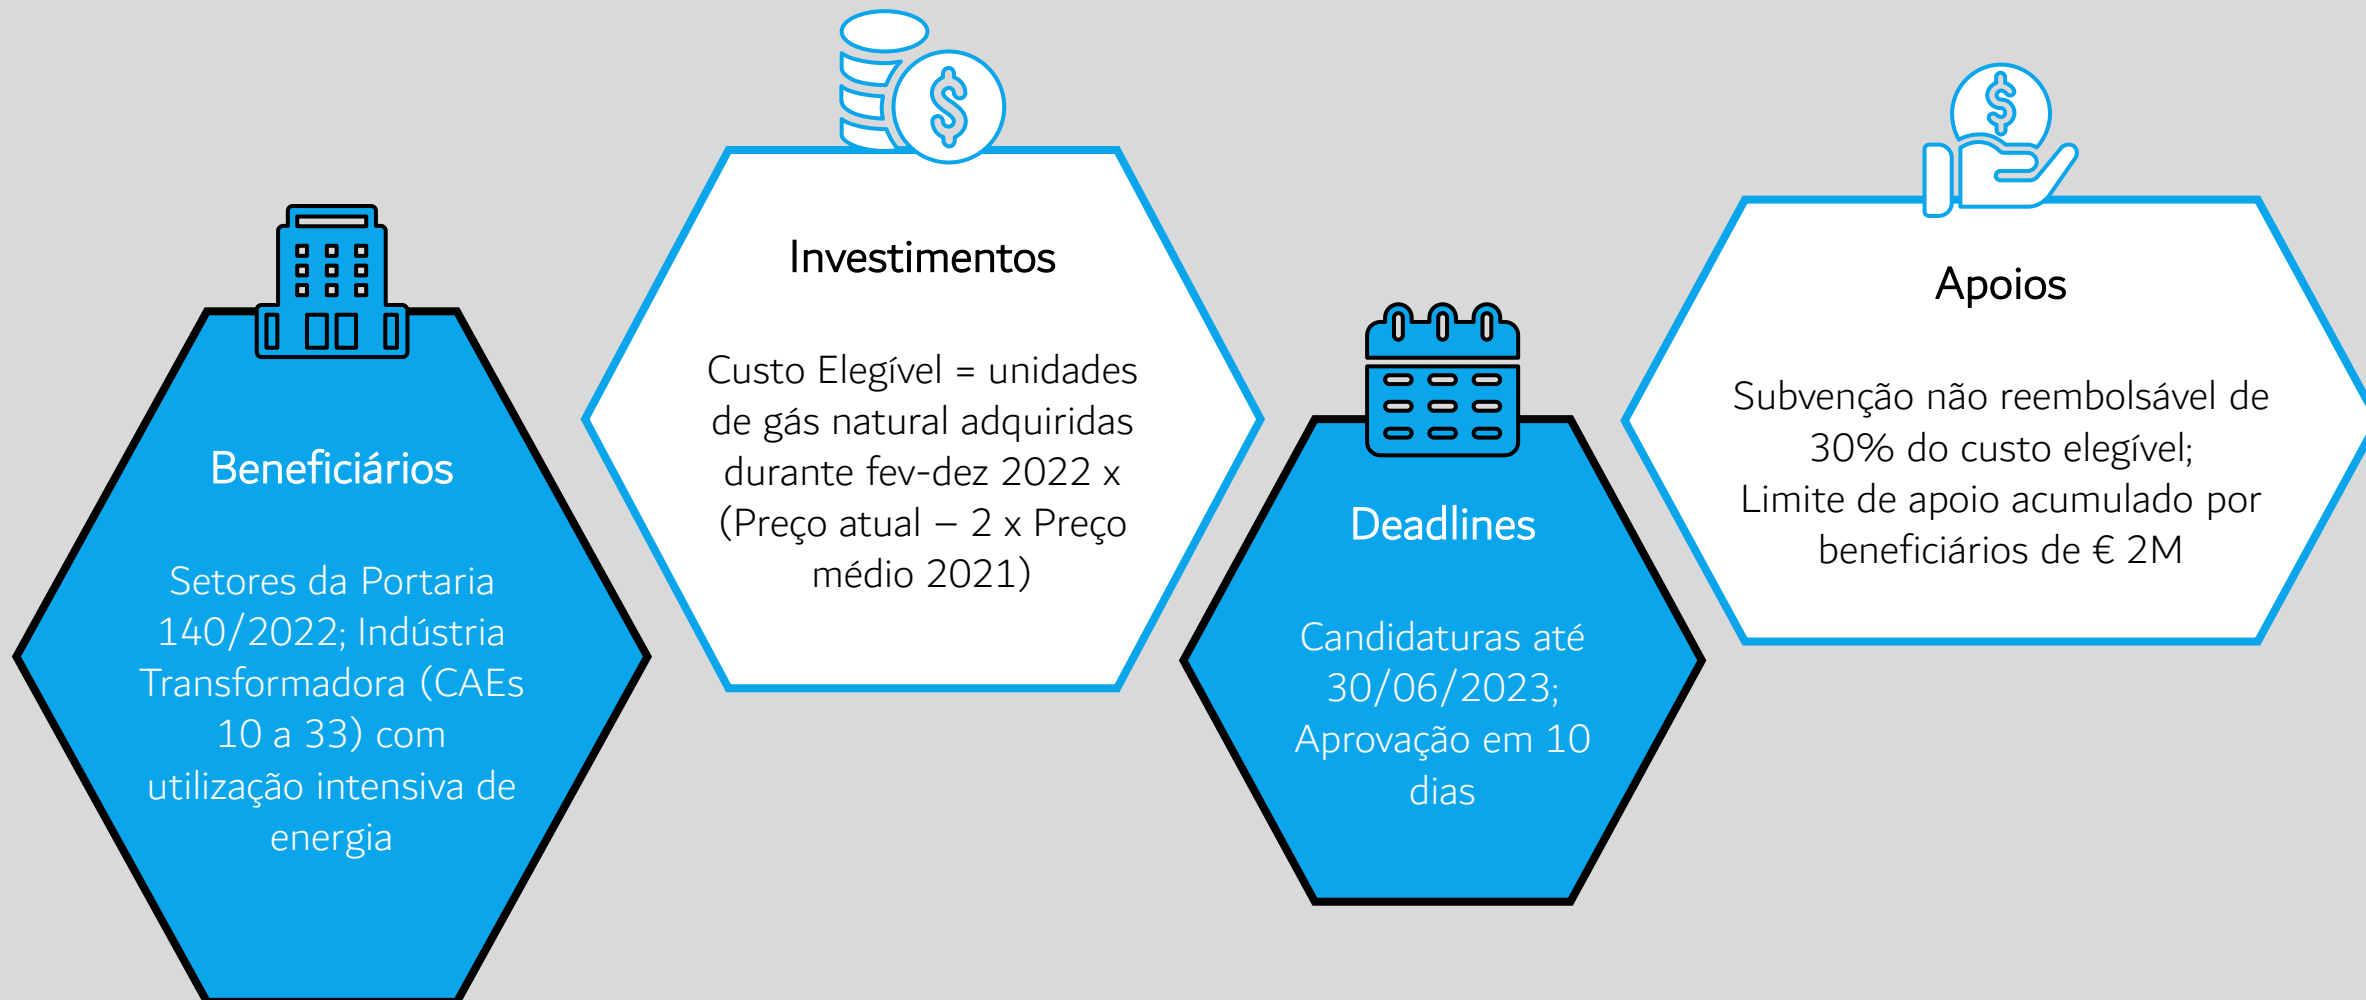 Beneficiários
Setores da Portaria
140/2022; Indústria
Transformadora (CAEs
10 a 33) com
utilização intensiva de
energia
Investimentos
Custo Elegível = unidades
de gás natural adquiridas
durante fev-dez 2022 x
(Preço atual – 2 x Preço
médio 2021)
Deadlines
Candidaturas até
30/06/2023;
Aprovação em 10
dias
Apoios
Subvenção não reembolsável de
30% do custo elegível;
Limite de apoio acumulado por
beneficiários de € 2M